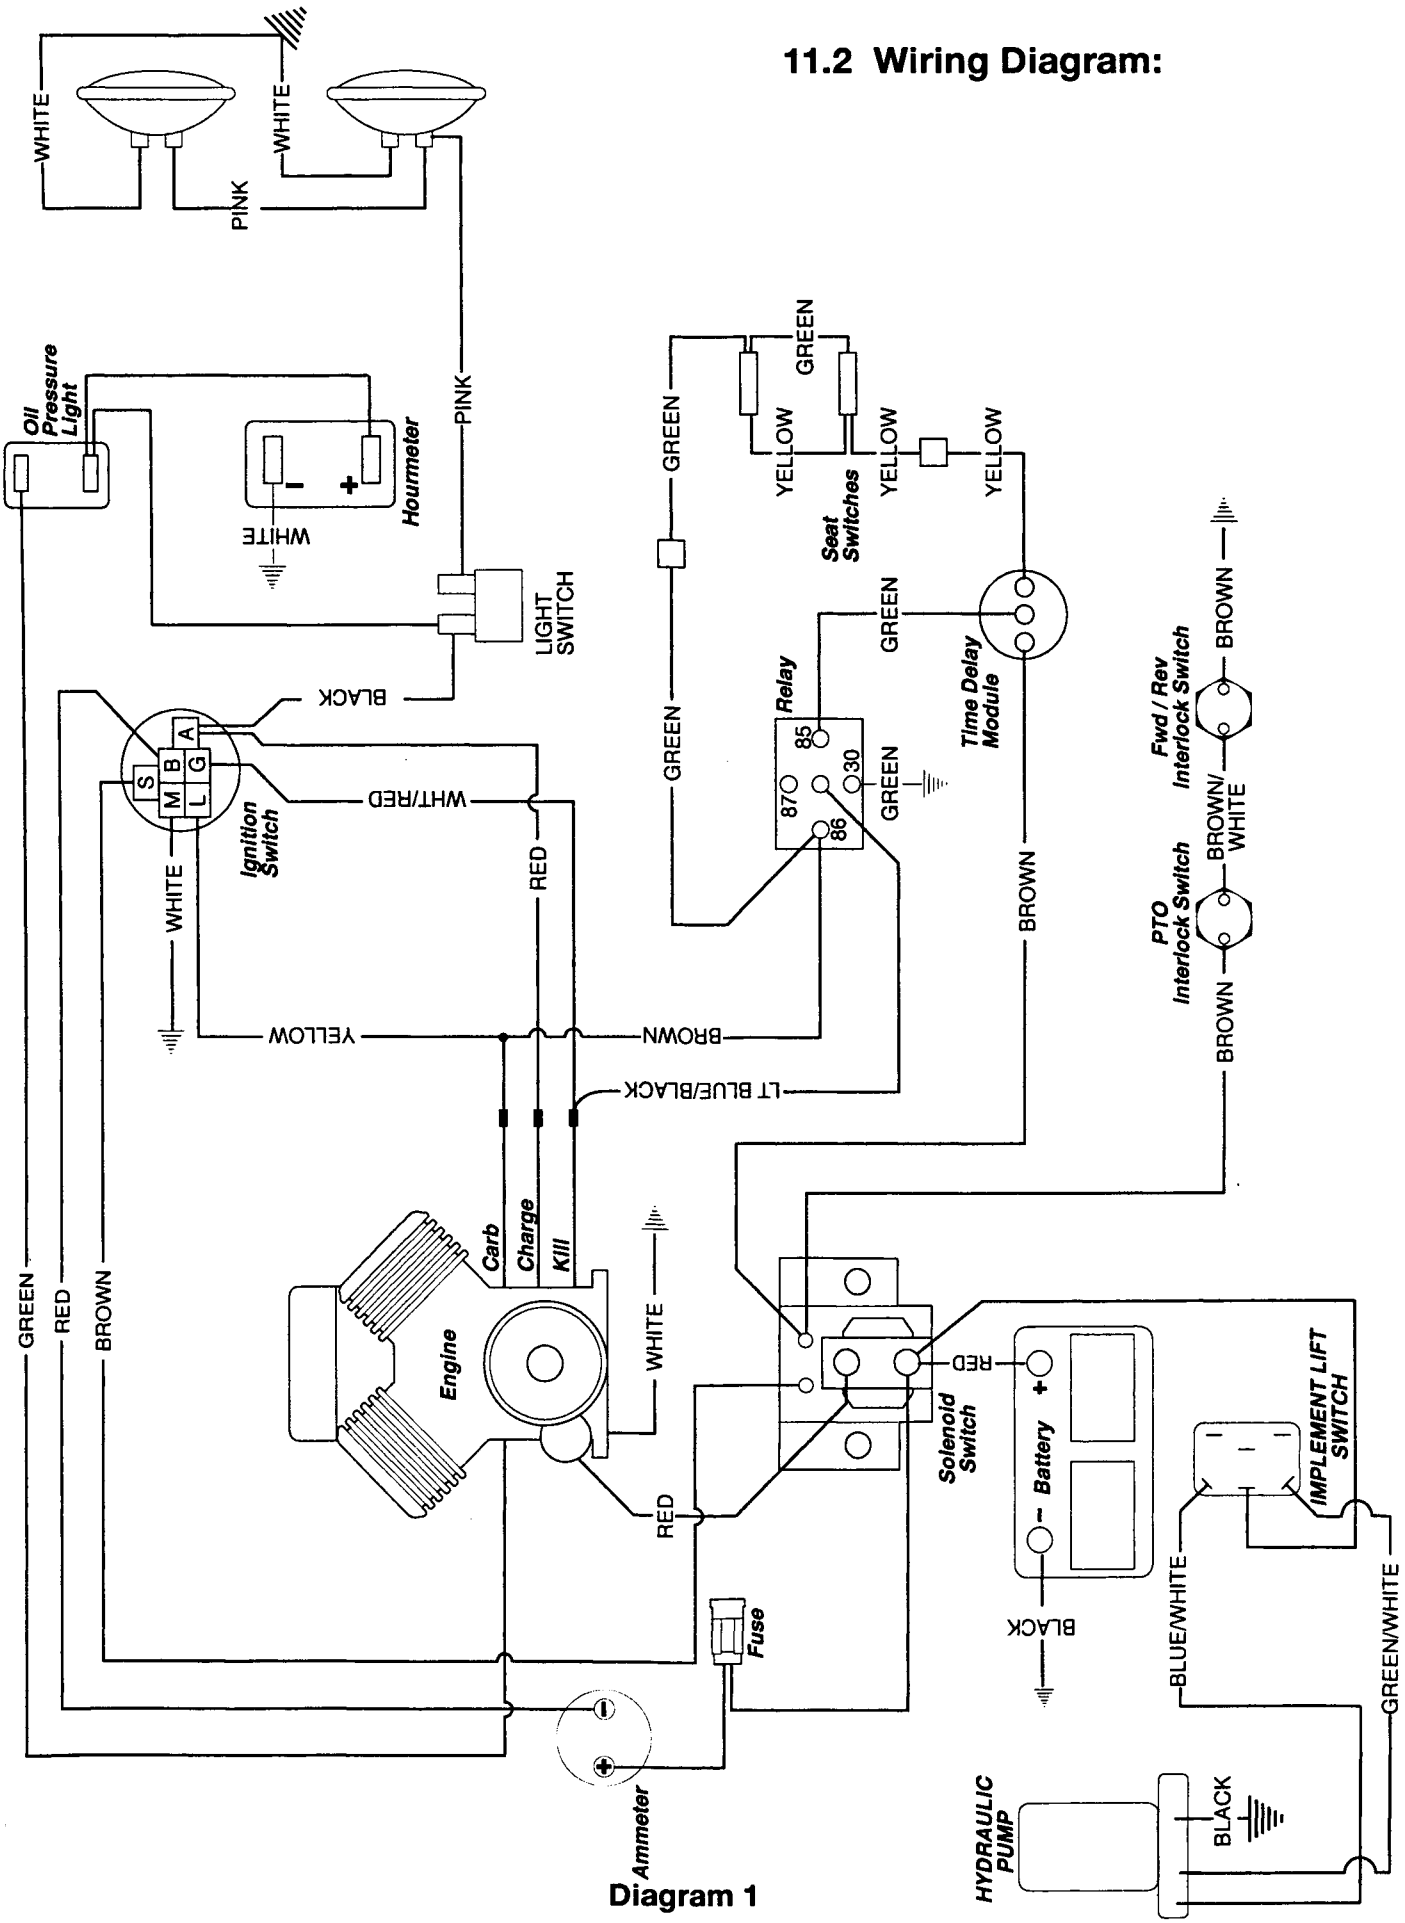 11.2 Wiring Diagram:
WHITE
WHITE
PINK
Oil
Pressure
Light
Hourmeter
−
+
WHITE
PINK
LIGHT
SWITCH
BLACK
S
B
A
M
G
L
Ignition
Switch
WHT/RED
WHITE
RED
YELLOW
BROWN
LT BLUE/BLACK
GREEN
GREEN
GREEN
YELLOW
YELLOW
YELLOW
Seat
Switches
GREEN
Relay
85
87
30
86
GREEN
Time Delay
Module
BROWN
BROWN
Fwd / Rev
Interlock Switch
BROWN/
WHITE
PTO
Interlock Switch
BROWN
GREEN
RED
BROWN
Carb
Charge
Kill
Engine
WHITE
RED
Solenoid
Switch
RED
+
Battery
−
BLACK
IMPLEMENT LIFT
SWITCH
BLUE/WHITE
GREEN/WHITE
Fuse
−
+
Ammeter
HYDRAULIC
PUMP
BLACK
Diagram 1